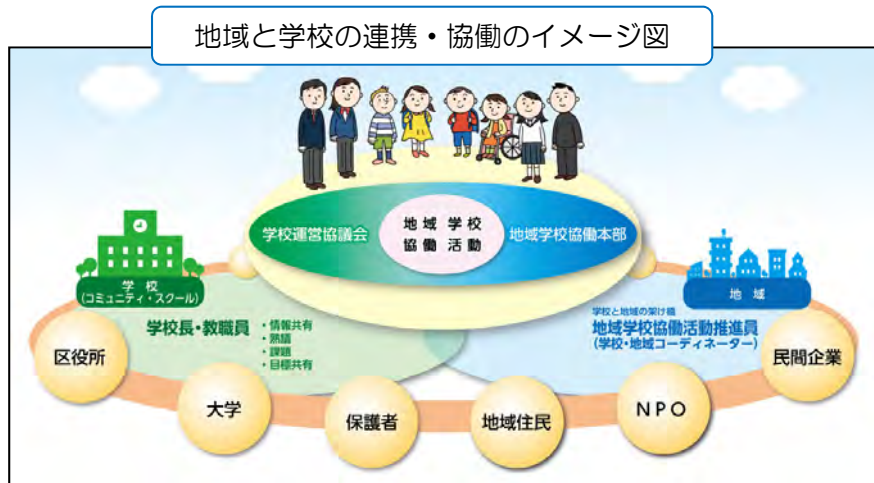 地域と学校の連携・協働のイメージ図
学校運営協議会
地域学校
協働活動
地域学校協働本部
学校
(コミュニティ・スクール)
学校長・教職員
・情報共有
・熟議
・課題
・目標共有
地域
学校と地域の架け橋
地域学校協働活動推進員
(学校・地域コーディネーター)
区役所
大学
保護者
地域住民
NPO
民間企業